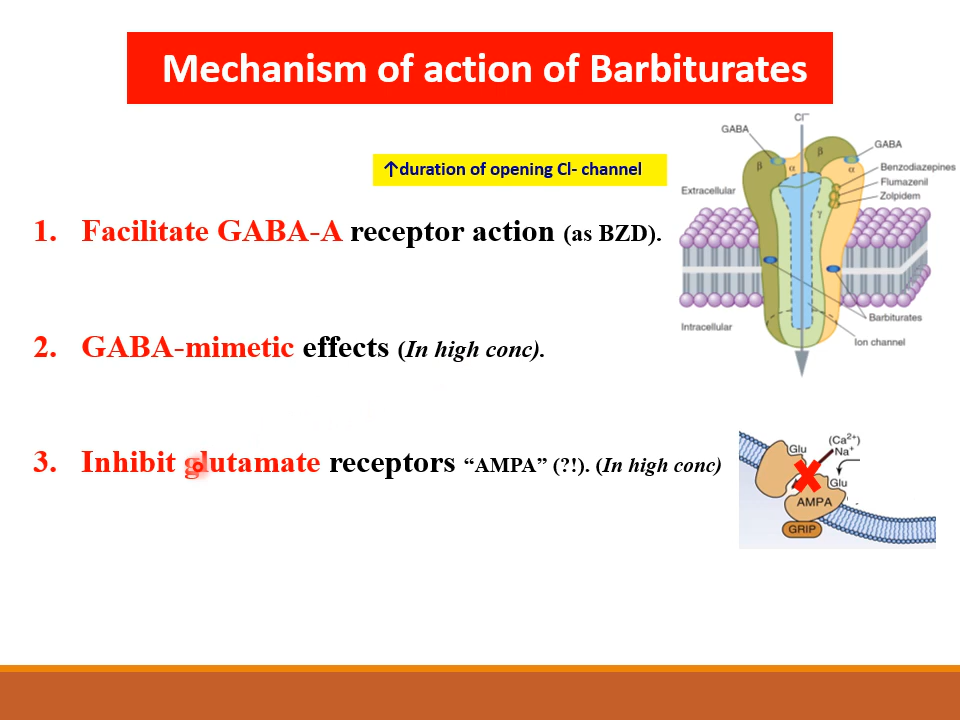 Mechanism of action of Barbiturates
↑duration of opening Cl- channel
1. Facilitate GABA-A receptor action (as BZD).
2. GABA-mimetic effects (In high conc).
3. Inhibit glutamate receptors “AMPA” (?!). (In high conc)
Cl⁻
GABA
GABA
β
β
α
α
γ
Benzodiazepines
Flumazenil
Zolpidem
Extracellular
Barbiturates
Intracellular
Ion channel
(Ca²⁺)
Glu
Na⁺
Glu
AMPA
GRIP